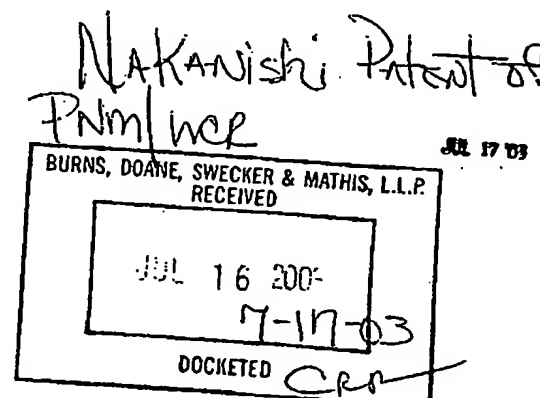 Nakanishi Patent of
PNM/WCR
JUL 17 '03
BURNS, DOANE, SWECKER & MATHIS, L.L.P.
RECEIVED
JUL 16 200
7-17-03
DOCKETED